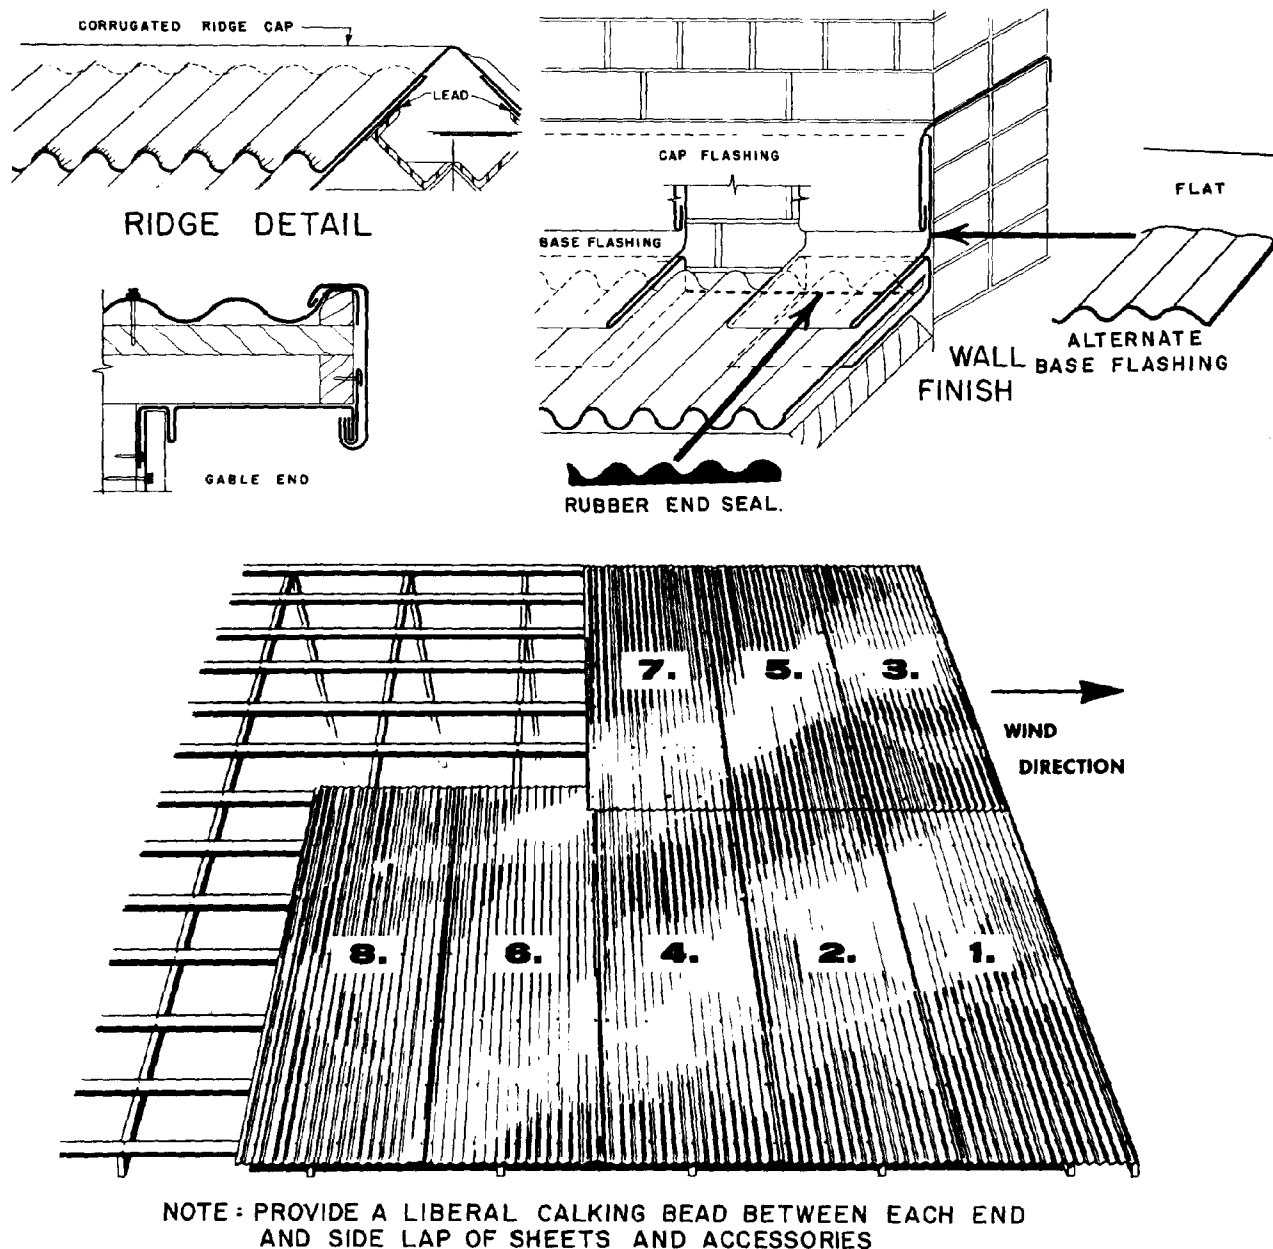 CORRUGATED RIDGE CAP
LEAD
RIDGE DETAIL
GABLE END
CAP FLASHING
BASE FLASHING
FLAT
ALTERNATE
BASE FLASHING
WALL
FINISH
RUBBER END SEAL.
7.
5.
3.
WIND
DIRECTION
8.
6.
4.
2.
1.
NOTE: PROVIDE A LIBERAL CALKING BEAD BETWEEN EACH END
AND SIDE LAP OF SHEETS AND ACCESSORIES